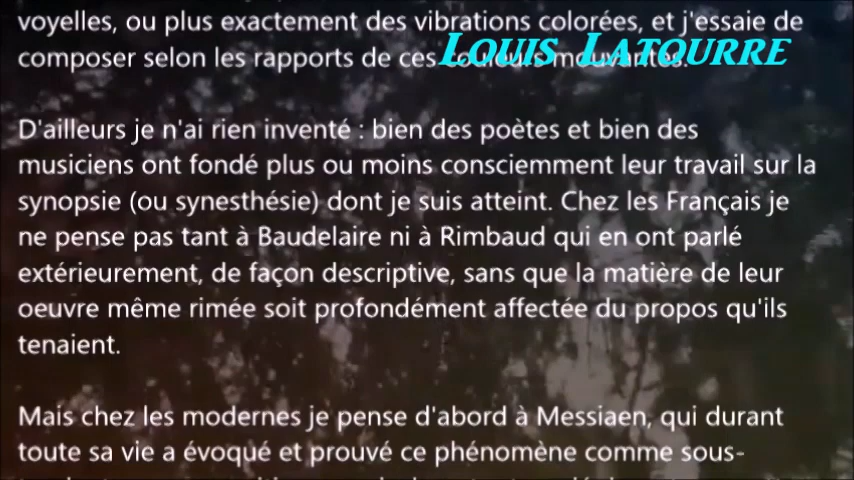 voyelles, ou plus exactement des vibrations colorées, et j'essaie de
composer selon les rapports de ces couleurs mouvantes.
Louis Latourre
D'ailleurs je n'ai rien inventé : bien des poètes et bien des
musiciens ont fondé plus ou moins consciemment leur travail sur la
synopsie (ou synesthésie) dont je suis atteint. Chez les Français je
ne pense pas tant à Baudelaire ni à Rimbaud qui en ont parlé
extérieurement, de façon descriptive, sans que la matière de leur
oeuvre même rimée soit profondément affectée du propos qu'ils
tenaient.
Mais chez les modernes je pense d'abord à Messiaen, qui durant
toute sa vie a évoqué et prouvé ce phénomène comme sous-